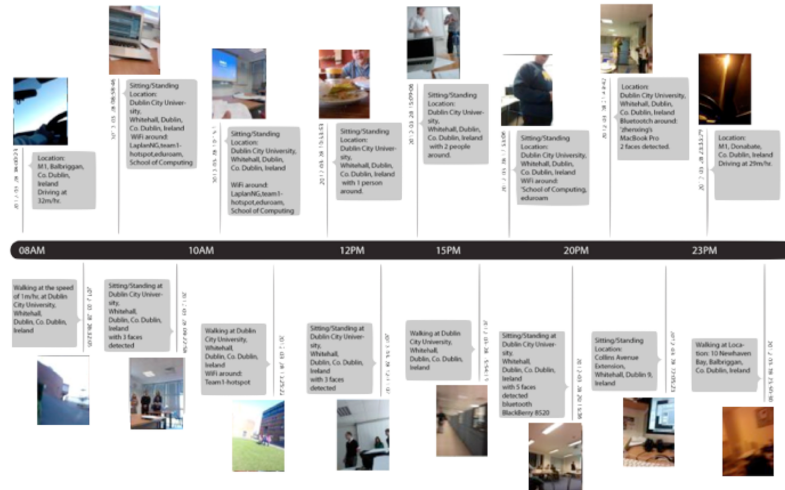 Location:
M1, Balbriggan,
Co. Dublin,
Ireland
Driving at
32m/hr.
Sitting/Standing
Location:
Dublin City Univer-
sity,
Whitehall, Dublin,
Co. Dublin, Ireland
WiFi around:
LaplanNG,team1-
hotspot,eduroam,
School of Computing
Sitting/Standing
Location:
Dublin City University,
Whitehall, Dublin,
Co. Dublin, Ireland
WiFi around:
LaplanNG,team1-
hotspot,eduroam,
School of Computing
Sitting/Standing
Location:
Dublin City Univer-
sity,
Whitehall, Dublin,
Co. Dublin, Ireland
with 1 person
around.
Sitting/Standing
Location:
Dublin City Univer-
sity,
Whitehall, Dublin,
Co. Dublin, Ireland
with 2 people
around.
Sitting/Standing
Location:
Dublin City University,
Whitehall, Dublin,
Co. Dublin, Ireland
WiFi around:
'School of Computing,
eduroam
Location:
Dublin City University,
Whitehall, Dublin,
Co. Dublin, Ireland
Bluetooth around:
'zhenxing's
MacBook Pro
2 faces detected.
Location:
M1, Donabate,
Co. Dublin, Ireland
Driving at 29m/hr.
08AM
10AM
12PM
15PM
20PM
23PM
Walking at the speed
of 1m/hr, at Dublin
City University,
Whitehall,
Dublin, Co. Dublin,
Ireland
Sitting/Standing at
Dublin City Univer-
sity,
Whitehall,
Dublin, Co. Dublin,
Ireland
with 3 faces
detected
Walking at Dublin
City University,
Whitehall,
Dublin, Co. Dublin,
Ireland
WiFi around:
Team1-hotspot
Sitting/Standing at
Dublin City Univer-
sity,
Whitehall,
Dublin, Co. Dublin,
Ireland
with 3 faces
detected
Walking at Dublin
City University,
Whitehall,
Dublin, Co. Dublin,
Ireland
Sitting/Standing at
Dublin City Univer-
sity,
Whitehall,
Dublin, Co. Dublin,
Ireland
with 5 faces
detected
bluetooth
BlackBerry 8520
Sitting/Standing
Location:
Collins Avenue
Extension,
Whitehall, Dublin 9,
Ireland
Walking at Loca-
tion: 10 Newhaven
bay, Balbriggan,
Co. Dublin, Ireland